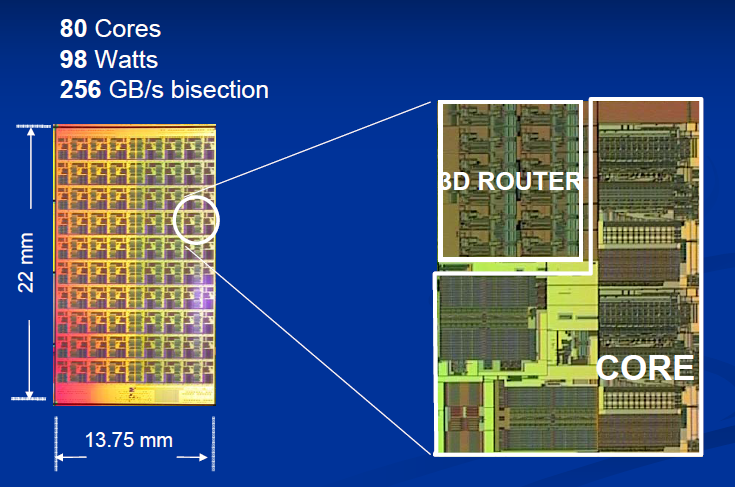 80 Cores
98 Watts
256 GB/s bisection
3D ROUTER
22 mm
CORE
13.75 mm